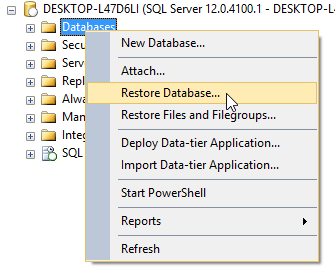 DESKTOP-L47D6LI (SQL Server 12.0.4100.1 - DESKTOP-L
Databases
Secu
Serve
Repl
Alwa
Man
Integ
SQL
New Database...
Attach...
Restore Database...
Restore Files and Filegroups...
Deploy Data-tier Application...
Import Data-tier Application...
Start PowerShell
Reports
Refresh